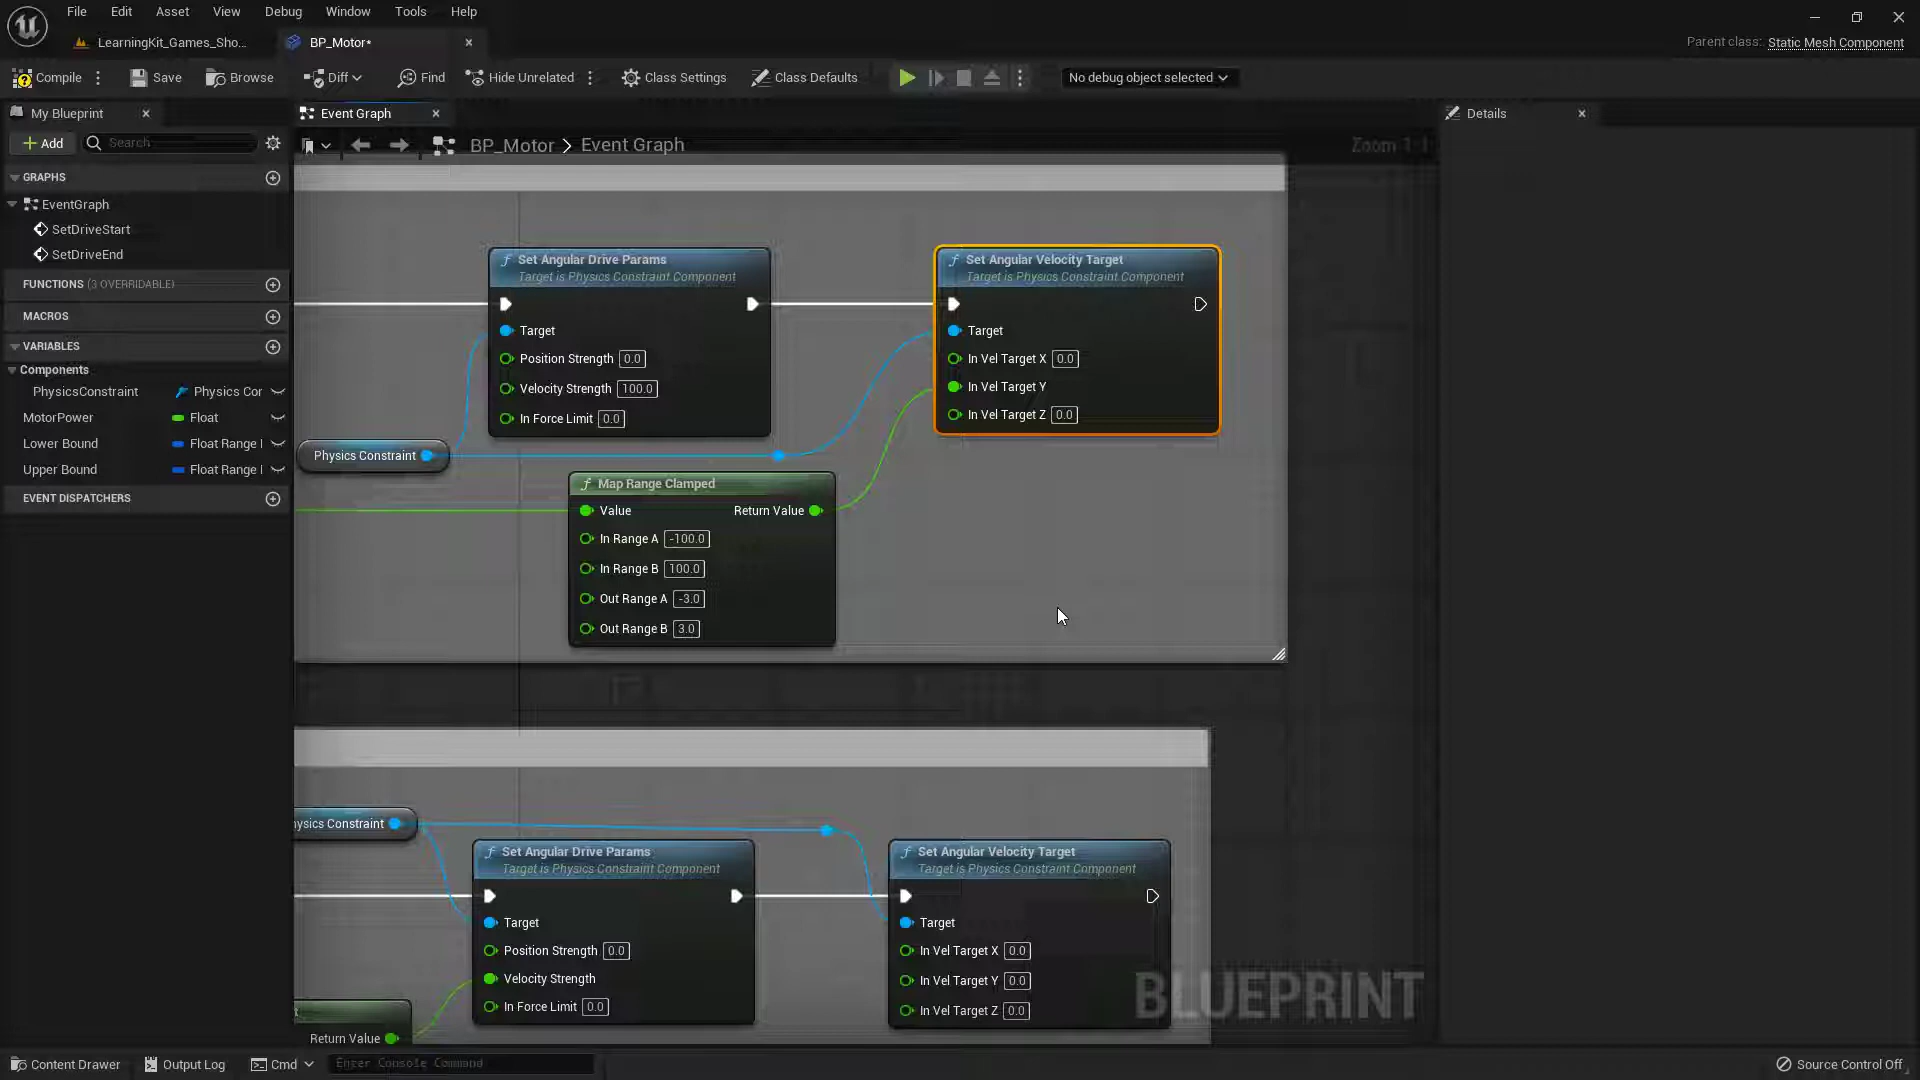 File Edit Asset View Debug Window Tools Help
LearningKit_Games_Sho...
BP_Motor*
Parent class: Static Mesh Component
Compile Save Browse Diff Find Hide Unrelated Class Settings Class Defaults No debug object selected
My Blueprint
Event Graph
Details
Add Search
BP_Motor > Event Graph
Zoom 1:1
GRAPHS
EventGraph
SetDriveStart
SetDriveEnd
FUNCTIONS (3 OVERRIDABLE)
MACROS
VARIABLES
Components
PhysicsConstraint Physics Cor
MotorPower Float
Lower Bound Float Range I
Upper Bound Float Range I
EVENT DISPATCHERS
Set Angular Drive Params
Target is Physics Constraint Component
Target
Position Strength 0.0
Velocity Strength 100.0
In Force Limit 0.0
Set Angular Velocity Target
Target is Physics Constraint Component
Target
In Vel Target X 0.0
In Vel Target Y
In Vel Target Z 0.0
Physics Constraint
Map Range Clamped
Value Return Value
In Range A -100.0
In Range B 100.0
Out Range A -3.0
Out Range B 3.0
hysics Constraint
Set Angular Drive Params
Target is Physics Constraint Component
Target
Position Strength 0.0
Velocity Strength
In Force Limit 0.0
Set Angular Velocity Target
Target is Physics Constraint Component
Target
In Vel Target X 0.0
In Vel Target Y 0.0
In Vel Target Z 0.0
Return Value
BLUEPRINT
Content Drawer Output Log Cmd Enter Console Command Source Control Off